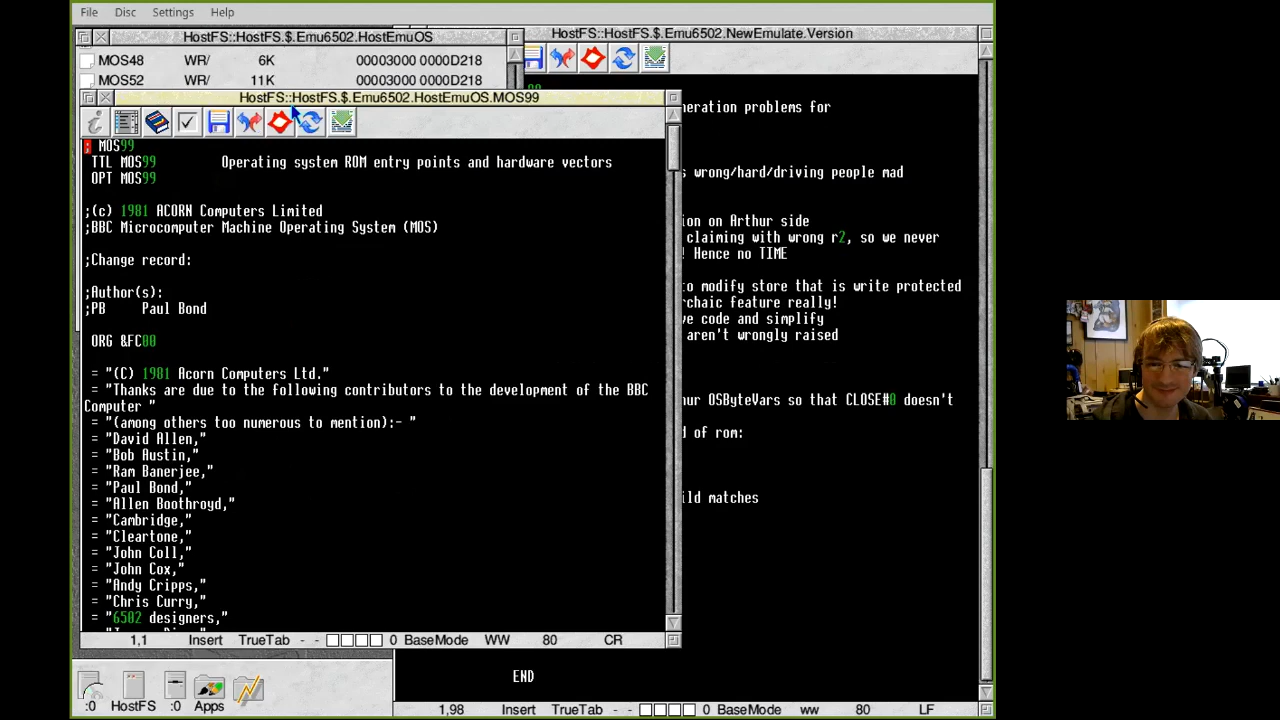 File Disc Settings Help
HostFS::HostFS.$.Emu6502.HostEmuOS
MOS48 WR/ 6K 00003000 0000D218
MOS52 WR/ 11K 00003000 0000D218
HostFS::HostFS.$.Emu6502.NewEmulate.Version
neration problems for
s wrong/hard/driving people mad
ion on Arthur side
claiming with wrong r2, so we never
! Hence no TIME
to modify store that is write protected
rchaic feature really!
ve code and simplify
aren't wrongly raised
hur OSByteVars so that CLOSE#0 doesn't
d of rom:
ild matches
END
1,98 Insert TrueTab - - 0 BaseMode ww 80 LF
HostFS::HostFS.$.Emu6502.HostEmuOS.MOS99
; MOS99
TTL MOS99 Operating system ROM entry points and hardware vectors
OPT MOS99
;(c) 1981 ACORN Computers Limited
;BBC Microcomputer Machine Operating System (MOS)
;Change record:
;Author(s):
;PB Paul Bond
ORG &FC00
= "(C) 1981 Acorn Computers Ltd."
= "Thanks are due to the following contributors to the development of the BBC
Computer "
= "(among others too numerous to mention):- "
= "David Allen,"
= "Bob Austin,"
= "Ram Banerjee,"
= "Paul Bond,"
= "Allen Boothroyd,"
= "Cambridge,"
= "Cleartone,"
= "John Coll,"
= "John Cox,"
= "Andy Cripps,"
= "Chris Curry,"
= "6502 designers,"
1,1 Insert TrueTab - - 0 BaseMode WW 80 CR
:0 HostFS :0 Apps